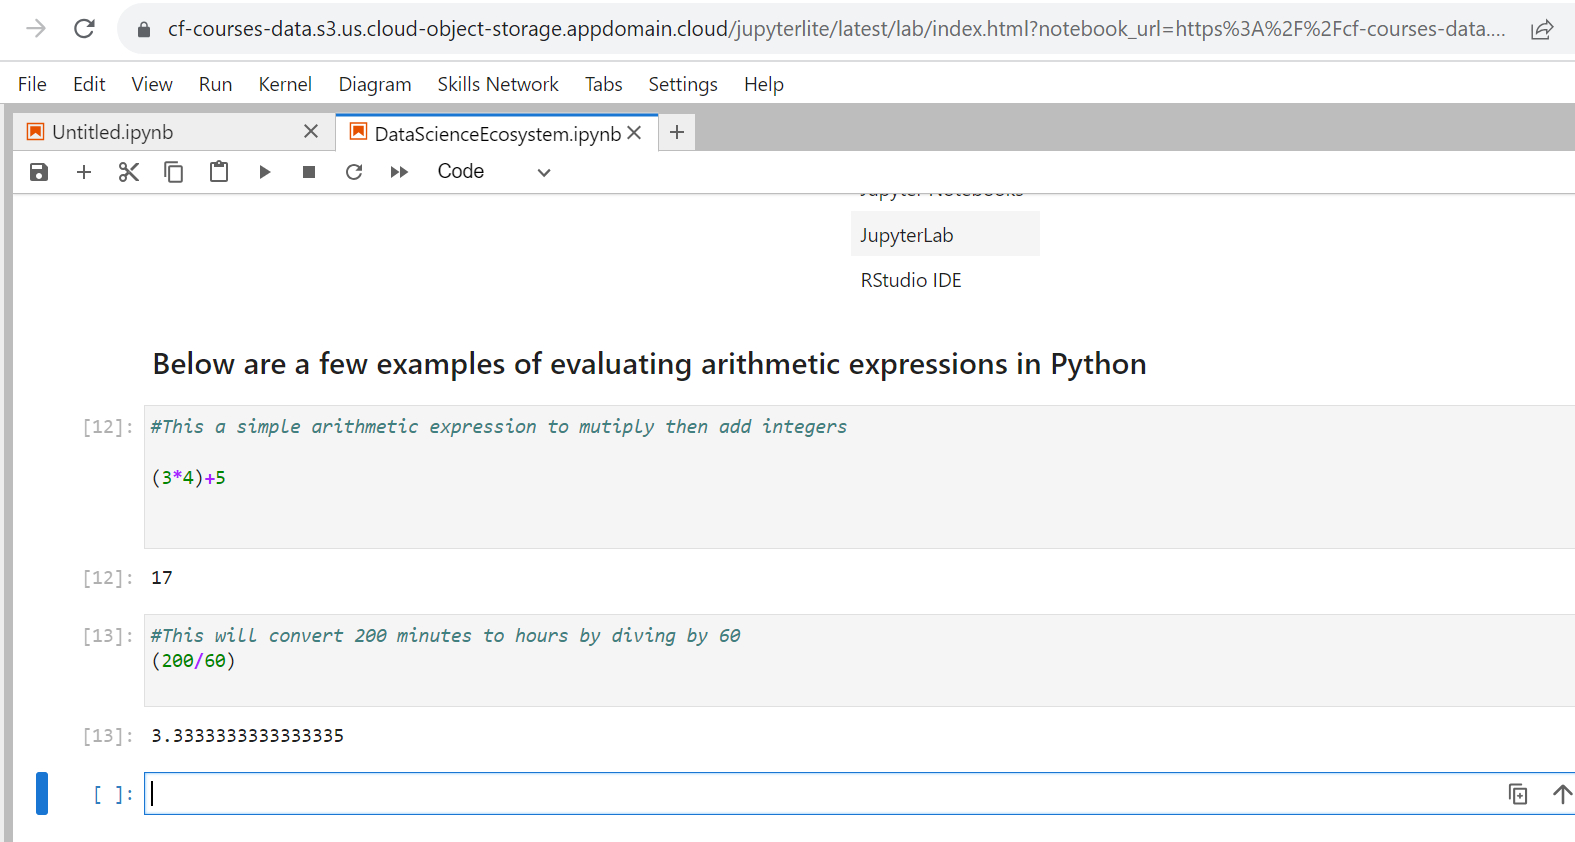 cf-courses-data.s3.us.cloud-object-storage.appdomain.cloud/jupyterlite/latest/lab/index.html?notebook_url=https%3A%2F%2Fcf-courses-data....
File Edit View Run Kernel Diagram Skills Network Tabs Settings Help
Untitled.ipynb DataScienceEcosystem.ipynb
Code
Jupyter Notebooks
JupyterLab
RStudio IDE
Below are a few examples of evaluating arithmetic expressions in Python
[12]: #This a simple arithmetic expression to mutiply then add integers
(3*4)+5
[12]: 17
[13]: #This will convert 200 minutes to hours by diving by 60
(200/60)
[13]: 3.3333333333333335
[ ]: